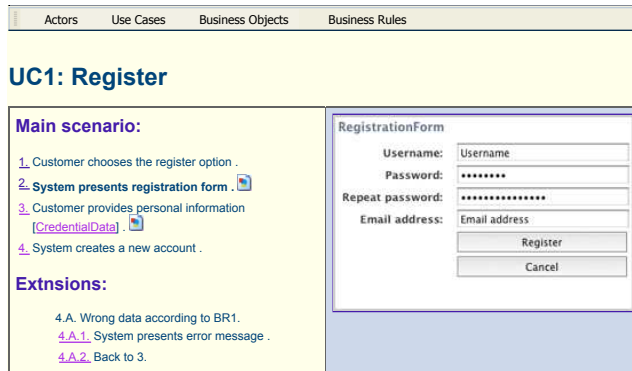 Actors Use Cases Business Objects Business Rules
UC1: Register
Main scenario:
1. Customer chooses the register option .
2. System presents registration form .
3. Customer provides personal information
[CredentialData] .
4. System creates a new account .
Extnsions:
4.A. Wrong data according to BR1.
4.A.1. System presents error message .
4.A.2. Back to 3.
RegistrationForm
Username: Username
Password: ••••••••
Repeat password: •••••••••••••••
Email address: Email address
Register
Cancel